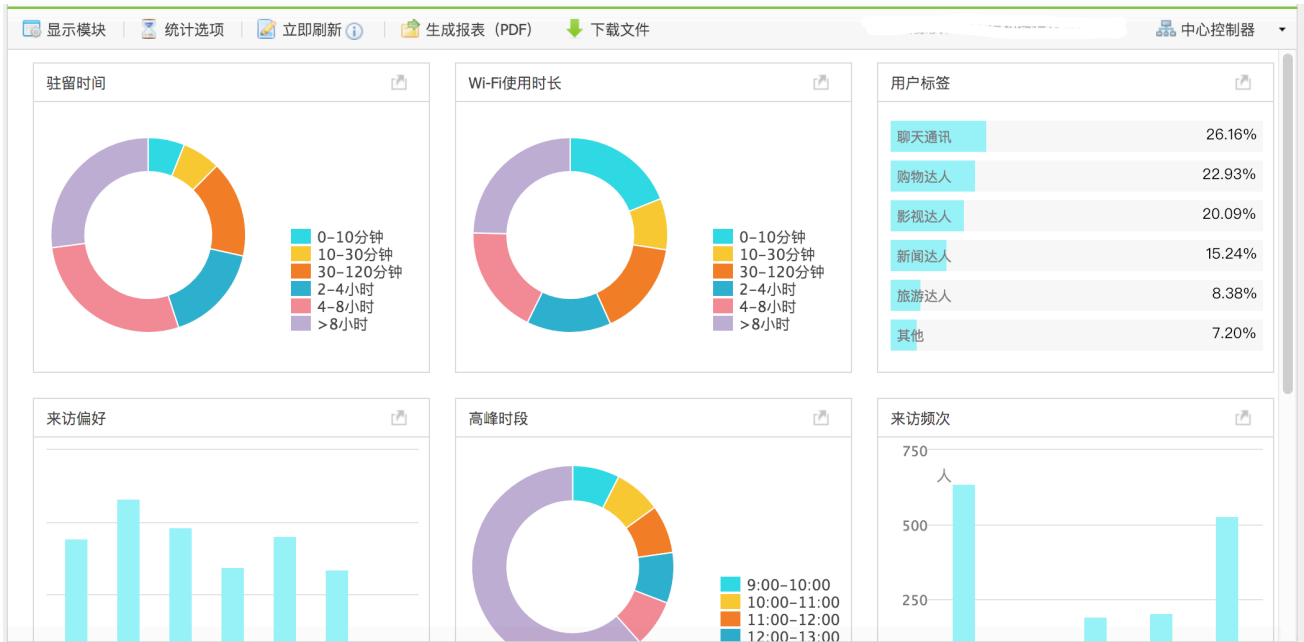 显示模块
统计选项
立即刷新
生成报表（PDF）
下载文件
中心控制器
驻留时间
0-10分钟
10-30分钟
30-120分钟
2-4小时
4-8小时
>8小时
Wi-Fi使用时长
0-10分钟
10-30分钟
30-120分钟
2-4小时
4-8小时
>8小时
用户标签
聊天通讯 26.16%
购物达人 22.93%
影视达人 20.09%
新闻达人 15.24%
旅游达人 8.38%
其他 7.20%
来访偏好
高峰时段
9:00-10:00
10:00-11:00
11:00-12:00
12:00-13:00
来访频次
750
人
500
250